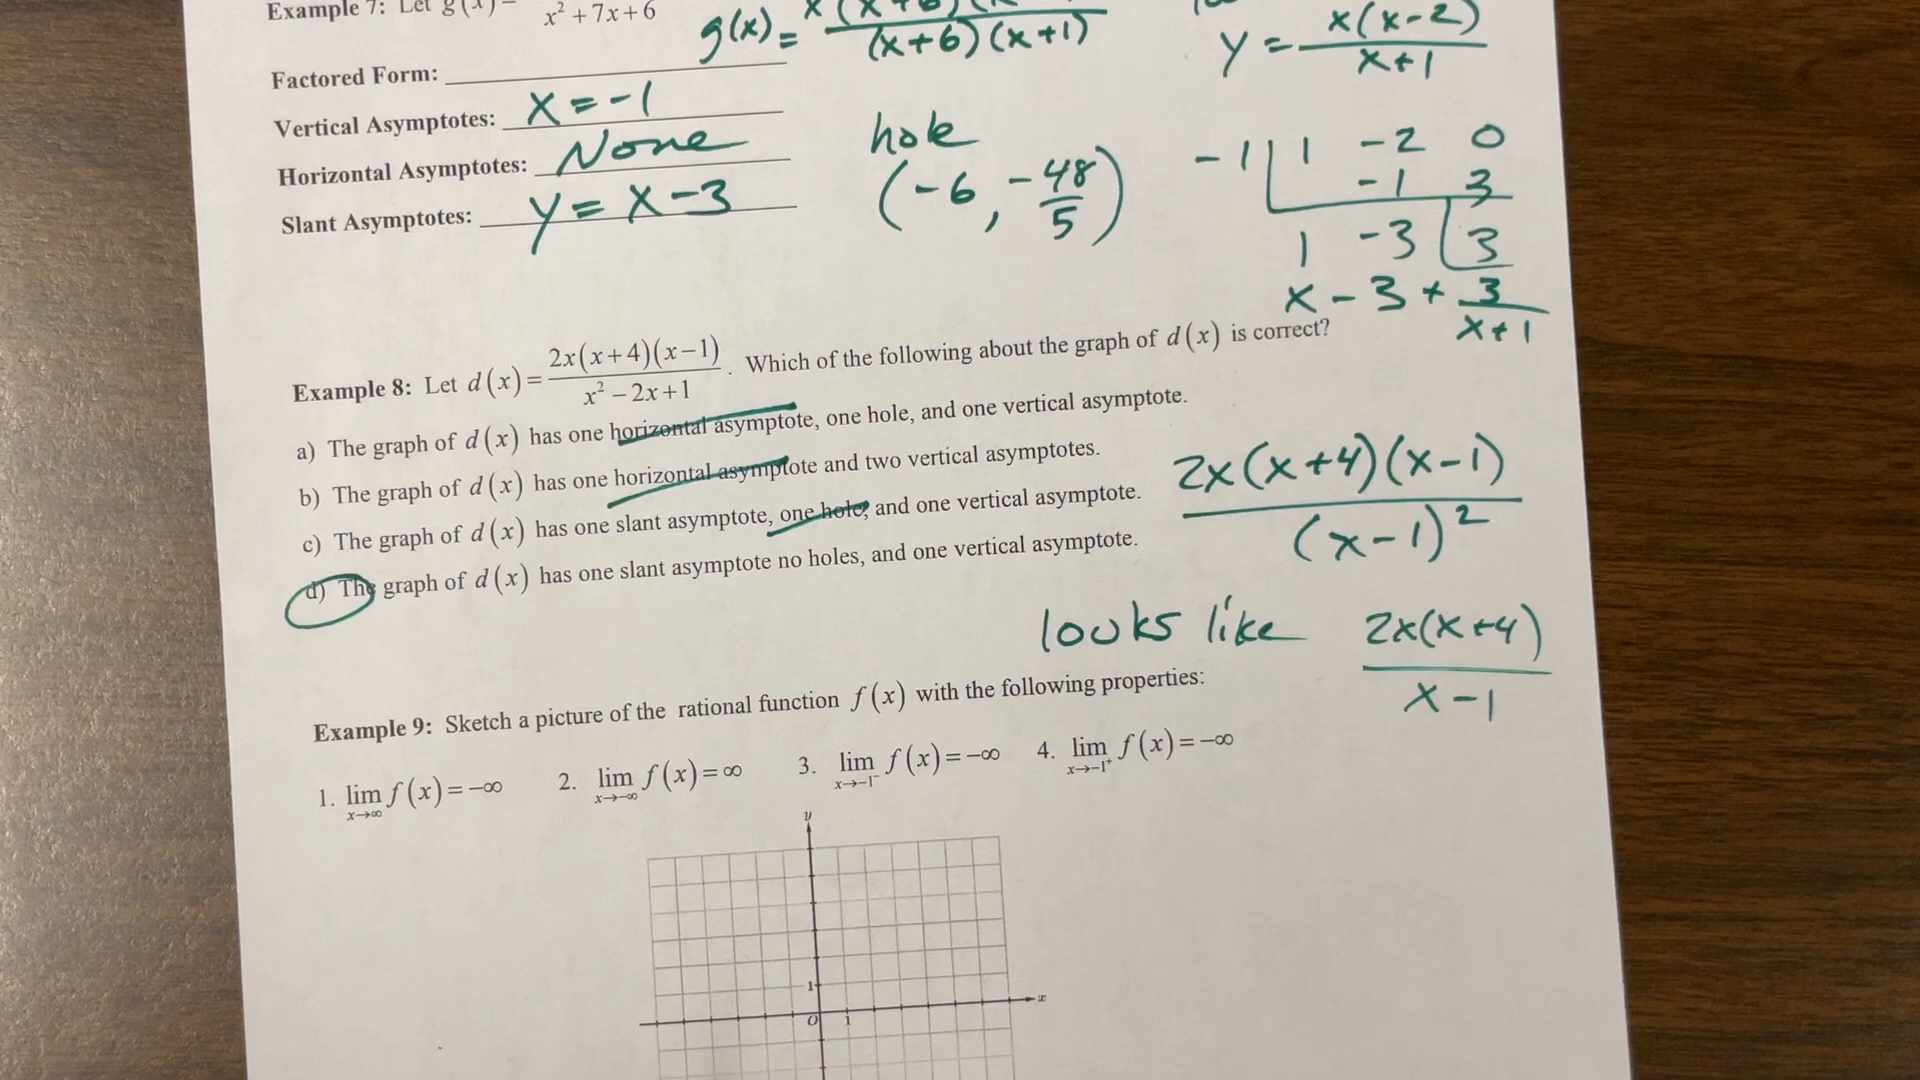 Example 7: Let g(x) =
x² + 7x + 6
g(x) = x(x+6)(
(x+6)(x+1)
y = x(x-2)
x+1
Factored Form:
Vertical Asymptotes: x = -1
Horizontal Asymptotes: None
Slant Asymptotes: y = x - 3
hole
(-6, -48/5)
-1 | 1 -2 0
-1 3
1 -3 | 3
x - 3 + 3/(x+1)
Example 8: Let d(x) = 2x(x+4)(x-1) / (x² - 2x + 1). Which of the following about the graph of d(x) is correct?
a) The graph of d(x) has one horizontal asymptote, one hole, and one vertical asymptote.
b) The graph of d(x) has one horizontal asymptote and two vertical asymptotes.
c) The graph of d(x) has one slant asymptote, one hole, and one vertical asymptote.
d) The graph of d(x) has one slant asymptote no holes, and one vertical asymptote.
2x(x+4)(x-1)
(x-1)²
looks like 2x(x+4)
x-1
Example 9: Sketch a picture of the rational function f(x) with the following properties:
1. lim x→∞ f(x) = -∞ 2. lim x→-∞ f(x) = ∞ 3. lim x→-1⁻ f(x) = -∞ 4. lim x→-1⁺ f(x) = -∞
y
1
x
O 1